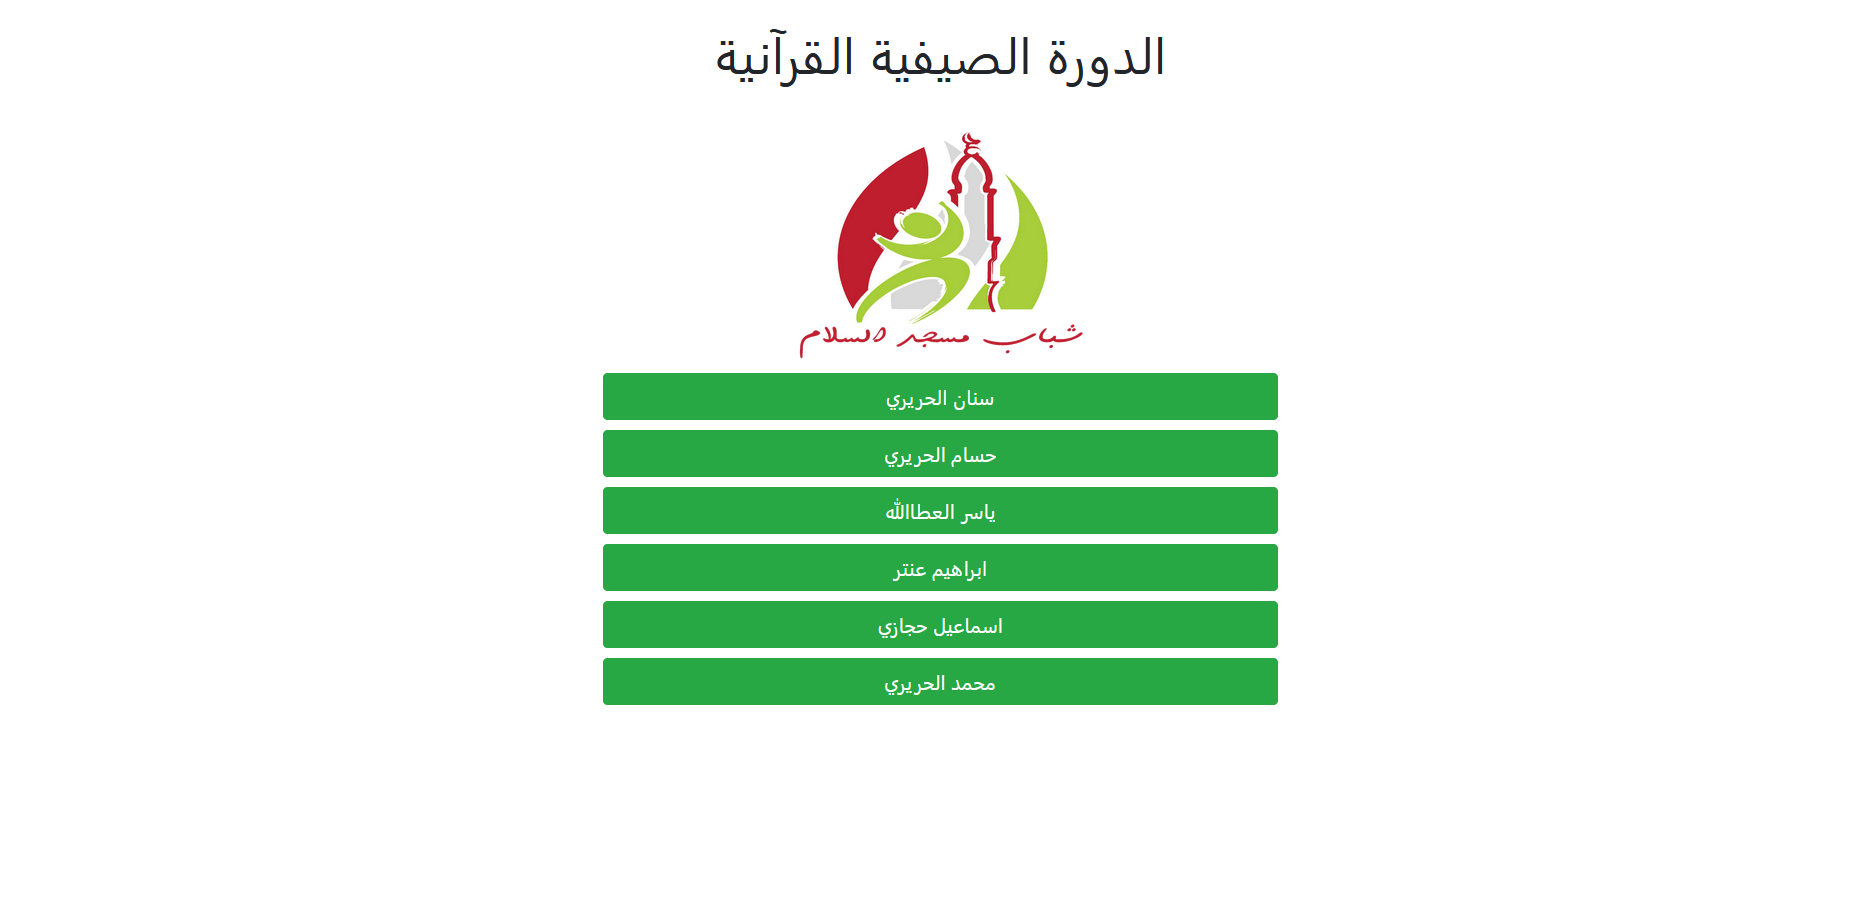 الدورة الصيفية القرآنية
شباب مسجد السلام
سنان الحريري
حسام الحريري
ياسر العطاالله
ابراهيم عنتر
اسماعيل حجازي
محمد الحريري